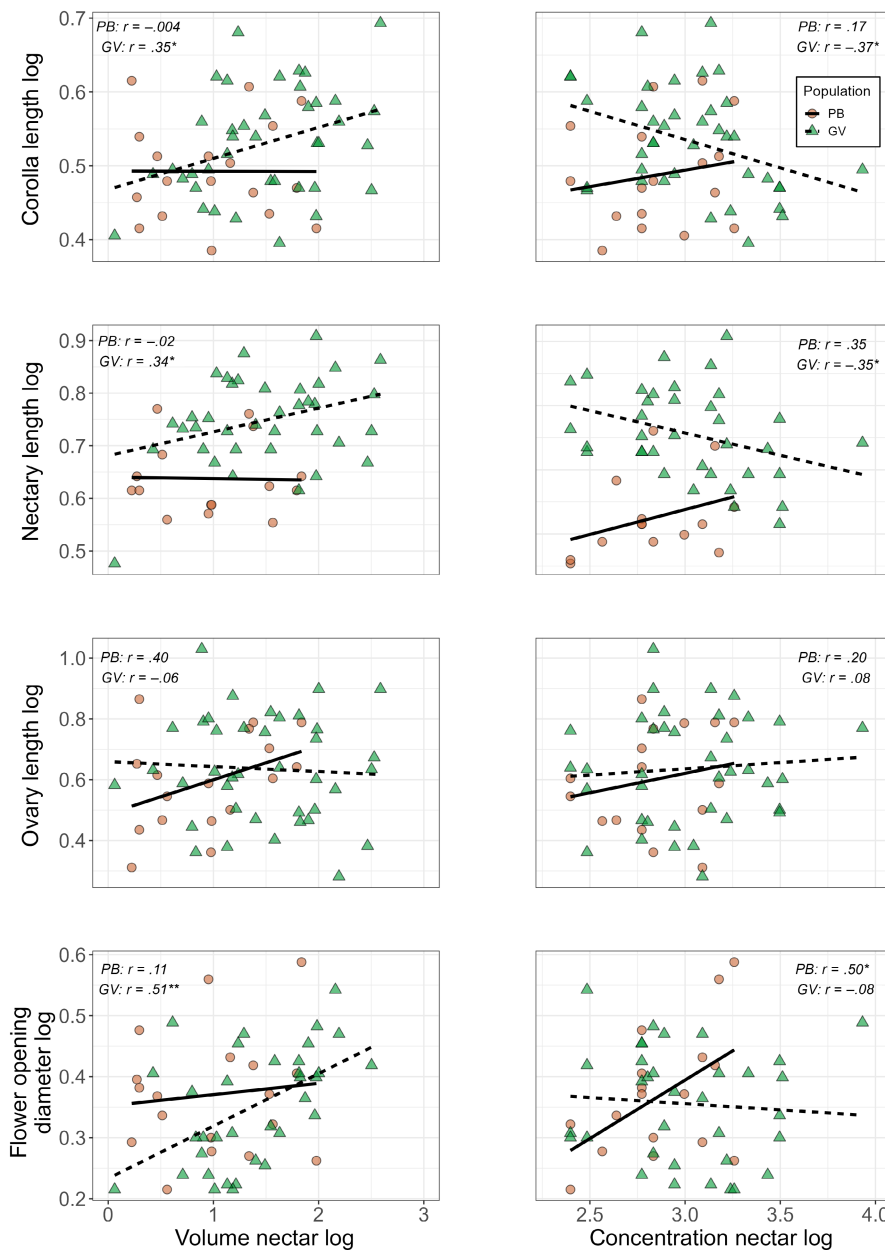 Corolla length log
0.7
0.6
0.5
0.4
PB: r = –.004
GV: r = .35*
PB: r = .17
GV: r = -.37*
Population
PB
GV
Nectary length log
0.9
0.8
0.7
0.6
0.5
PB: r = –.02
GV: r = .34*
PB: r = .35
GV: r = –.35*
Ovary length log
1.0
0.8
0.6
0.4
PB: r = .40
GV: r = –.06
PB: r = .20
GV: r = .08
Flower opening
diameter log
0.6
0.5
0.4
0.3
0.2
PB: r = .11
GV: r = .51**
PB: r = .50*
GV: r = –.08
0 1 2 3
Volume nectar log
2.5 3.0 3.5 4.0
Concentration nectar log